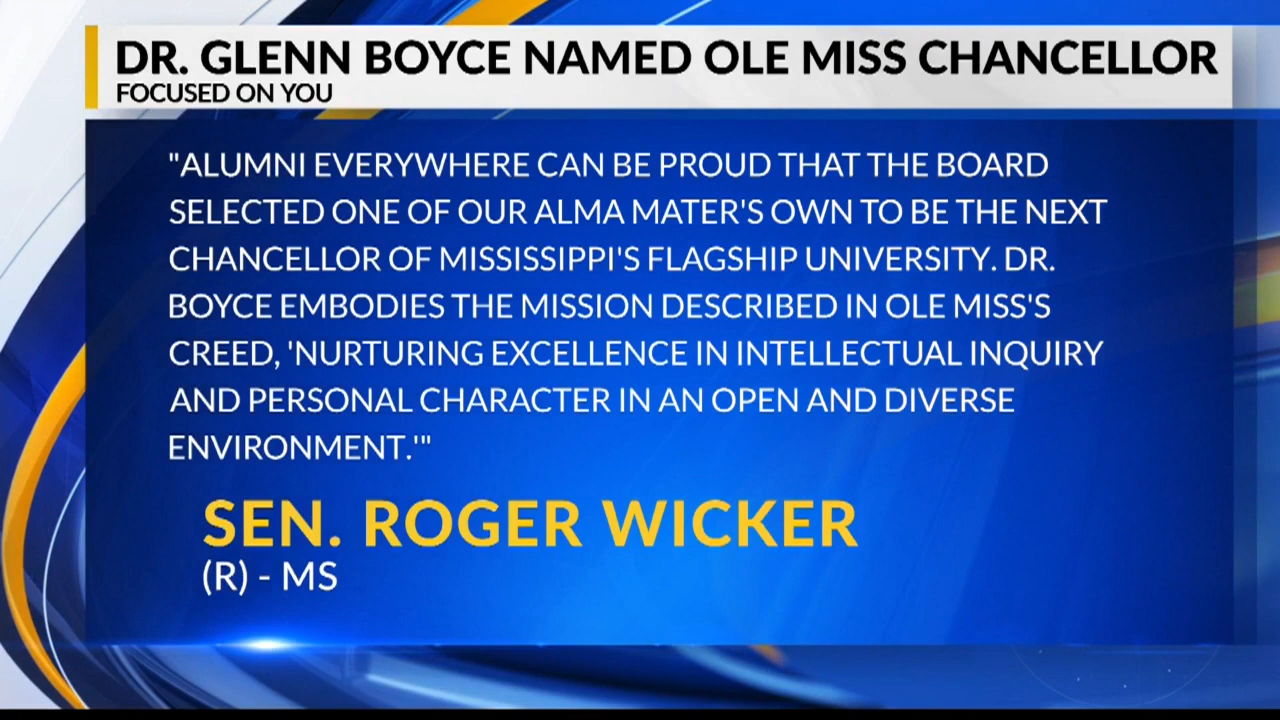 DR. GLENN BOYCE NAMED OLE MISS CHANCELLOR
FOCUSED ON YOU
"ALUMNI EVERYWHERE CAN BE PROUD THAT THE BOARD
SELECTED ONE OF OUR ALMA MATER'S OWN TO BE THE NEXT
CHANCELLOR OF MISSISSIPPI'S FLAGSHIP UNIVERSITY. DR.
BOYCE EMBODIES THE MISSION DESCRIBED IN OLE MISS'S
CREED, 'NURTURING EXCELLENCE IN INTELLECTUAL INQUIRY
AND PERSONAL CHARACTER IN AN OPEN AND DIVERSE
ENVIRONMENT.'"
SEN. ROGER WICKER
(R) - MS